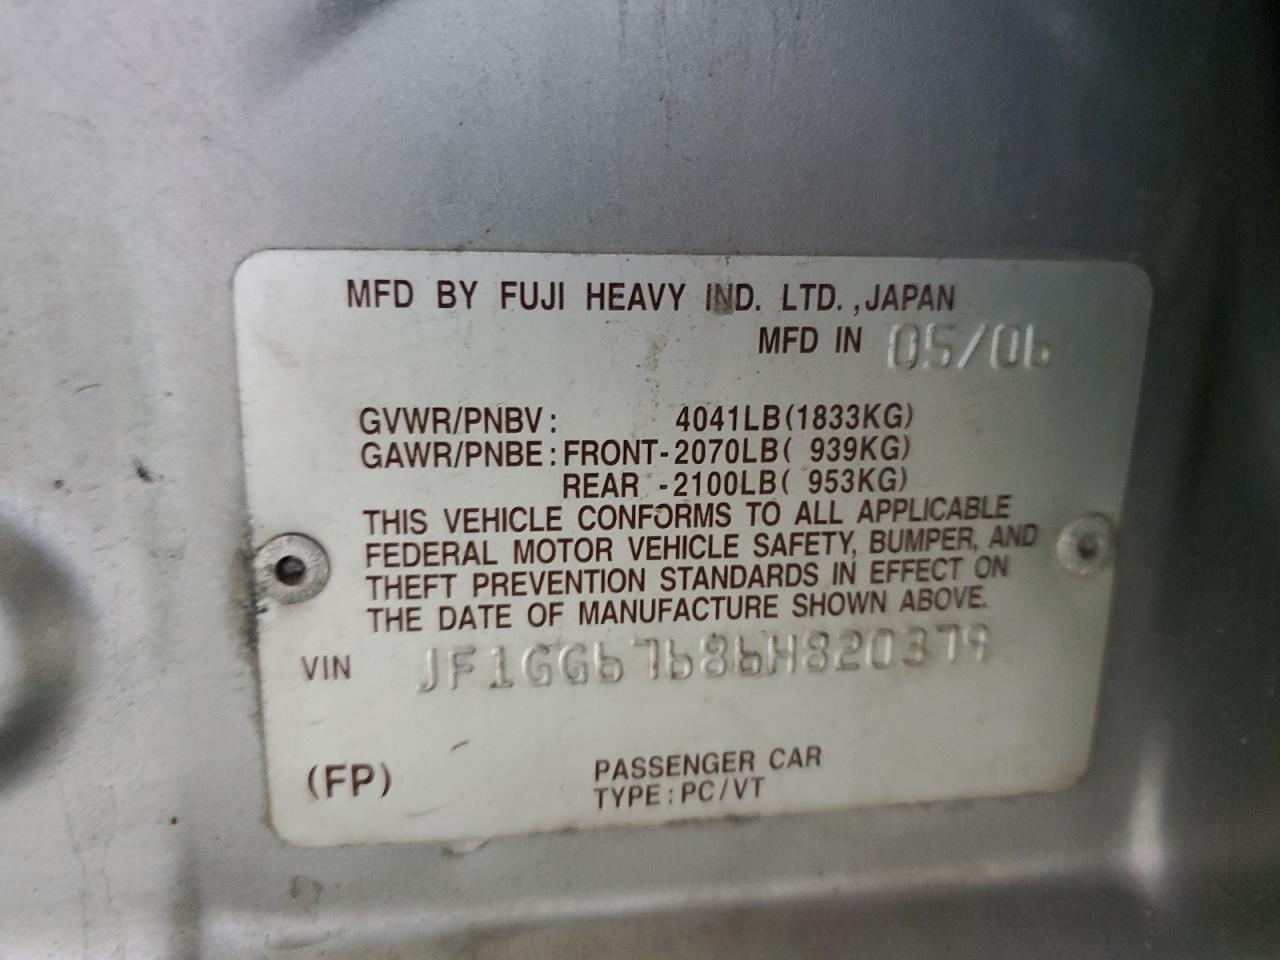 MFD BY FUJI HEAVY IND. LTD.,JAPAN
MFD IN 05/06
GVWR/PNBV: 4041LB(1833KG)
GAWR/PNBE:FRONT-2070LB( 939KG)
REAR -2100LB( 953KG)
THIS VEHICLE CONFORMS TO ALL APPLICABLE
FEDERAL MOTOR VEHICLE SAFETY, BUMPER, AND
THEFT PREVENTION STANDARDS IN EFFECT ON
THE DATE OF MANUFACTURE SHOWN ABOVE.
VIN JF1GG67686H820379
(FP) PASSENGER CAR
TYPE:PC/VT